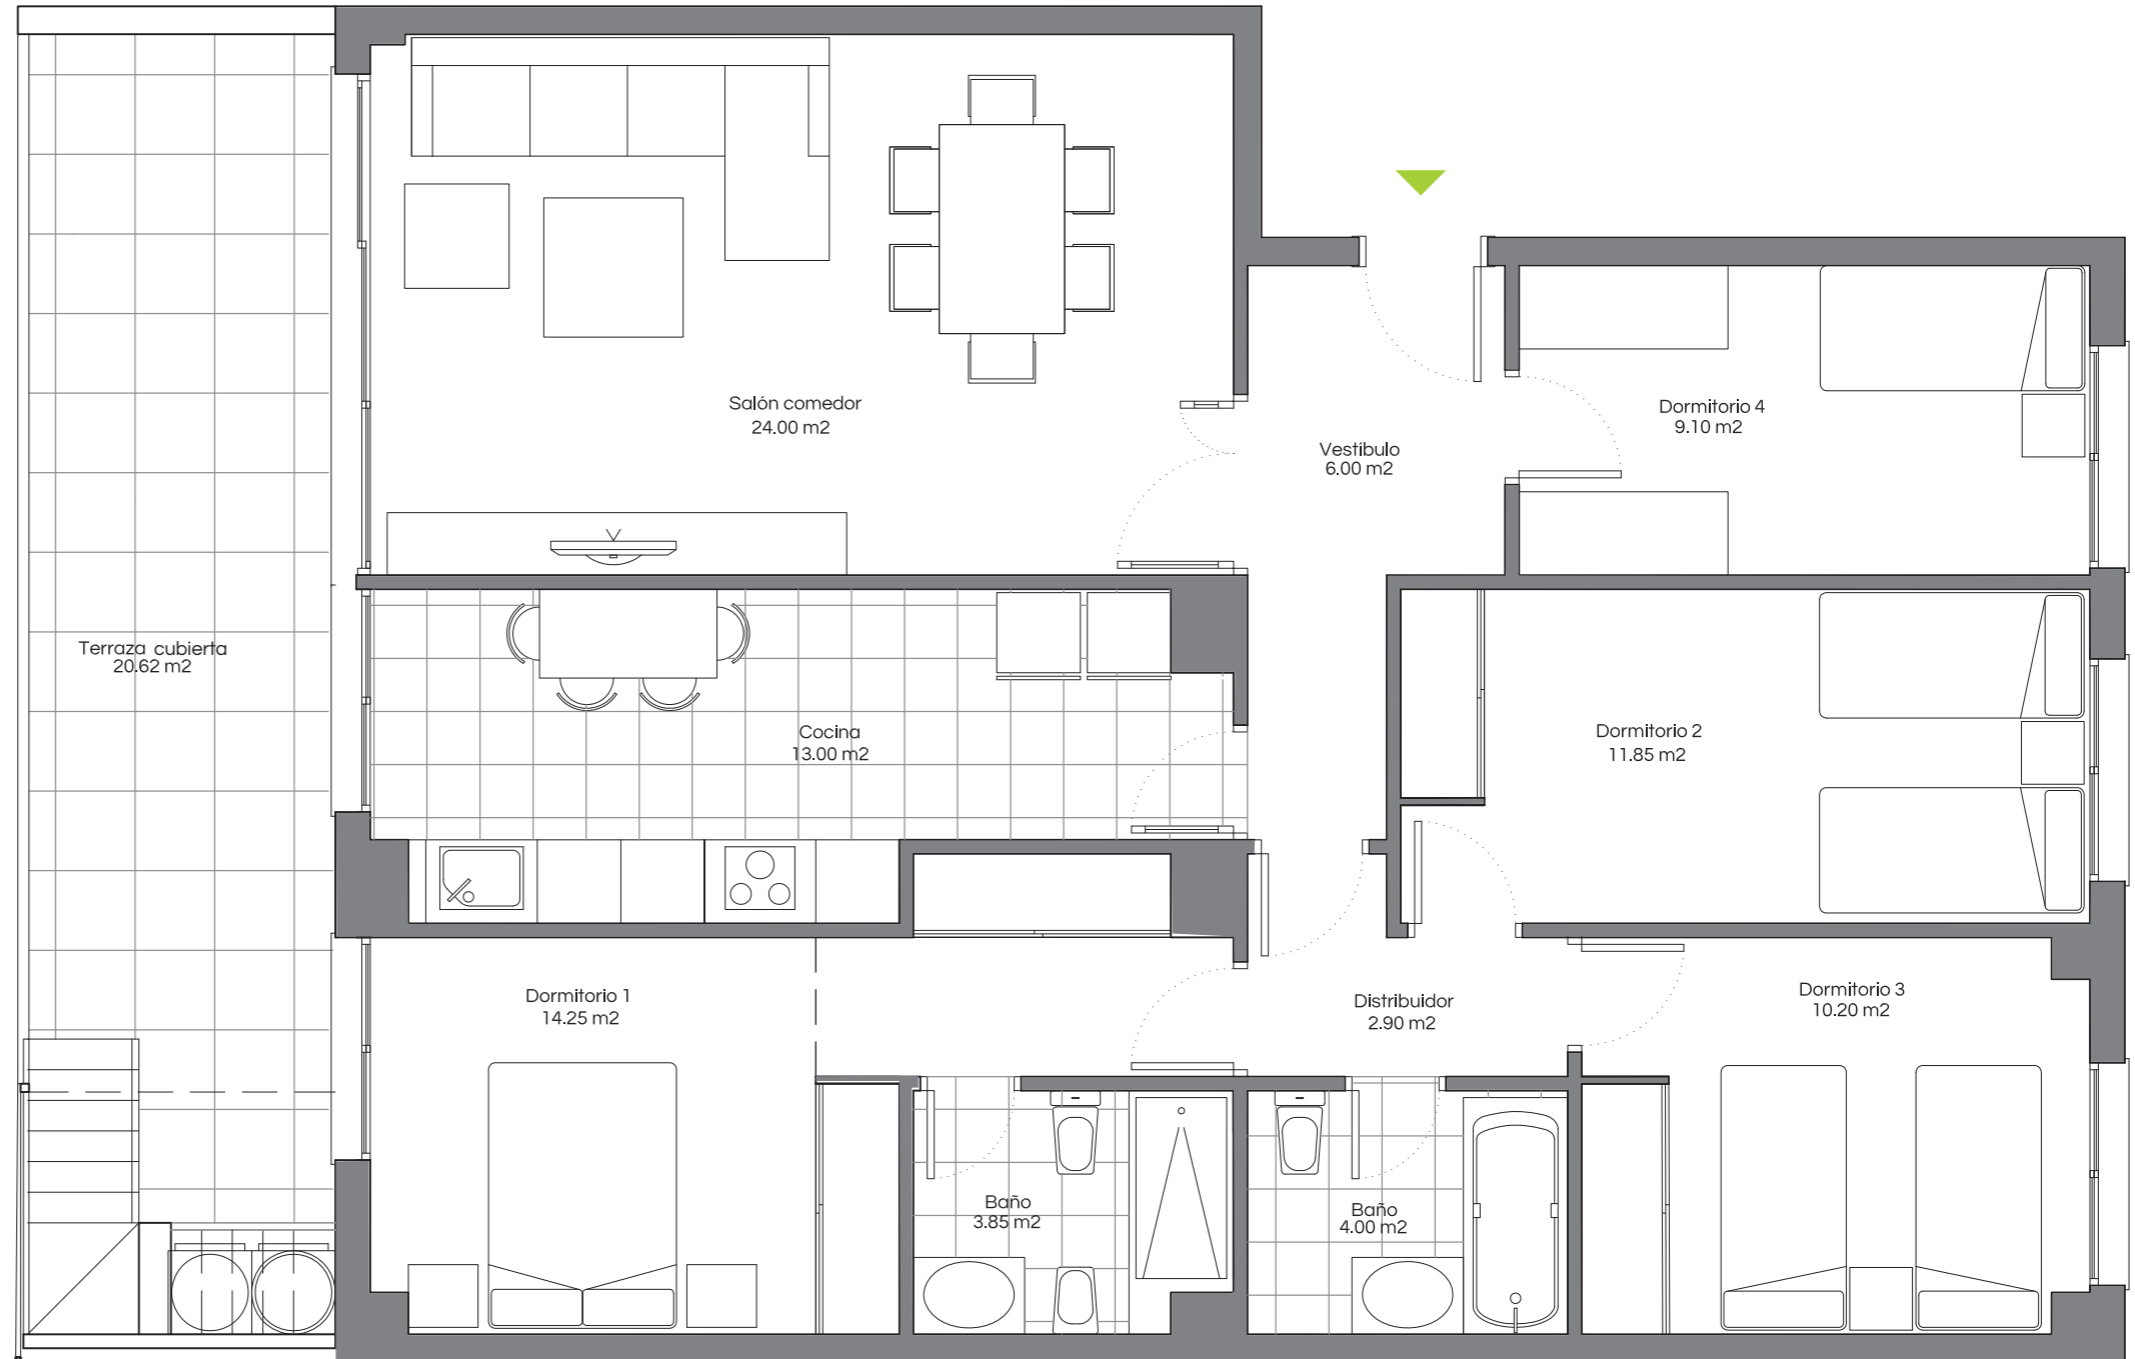 Salón comedor
24.00 m2
Dormitorio 4
9.10 m2
Vestíbulo
6.00 m2
Terraza cubierta
20.62 m2
Cocina
13.00 m2
Dormitorio 2
11.85 m2
Dormitorio 1
14.25 m2
Distribuidor
2.90 m2
Dormitorio 3
10.20 m2
Baño
3.85 m2
Baño
4.00 m2